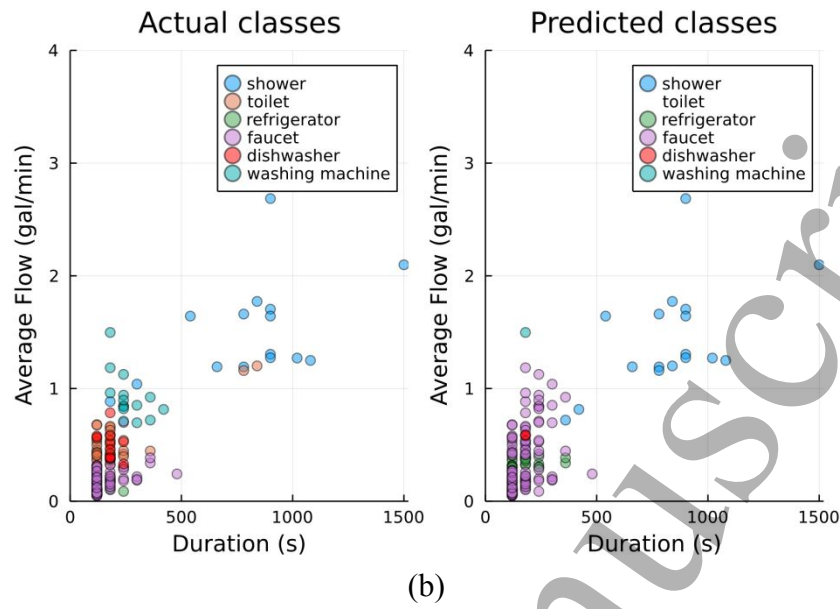 Actual classes
Predicted classes
4
3
2
1
0
Average Flow (gal/min)
shower
toilet
refrigerator
faucet
dishwasher
washing machine
0
500
1000
1500
Duration (s)
4
3
2
1
0
Average Flow (gal/min)
shower
toilet
refrigerator
faucet
dishwasher
washing machine
0
500
1000
1500
Duration (s)
(b)